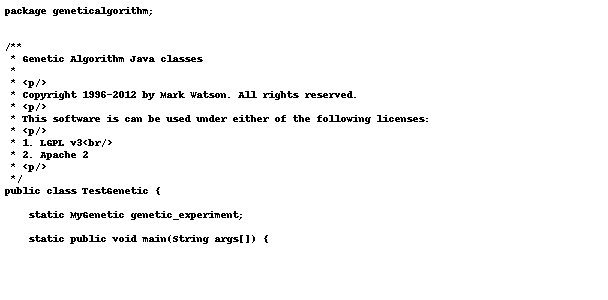 package geneticalgorithm;
/**
 * Genetic Algorithm Java classes
 *
 * <p/>
 * Copyright 1996-2012 by Mark Watson. All rights reserved.
 * <p/>
 * This software is can be used under either of the following licenses:
 * <p/>
 * 1. LGPL v3<br/>
 * 2. Apache 2
 * <p/>
 */
public class TestGenetic {
    static MyGenetic genetic_experiment;
    static public void main(String args[]) {